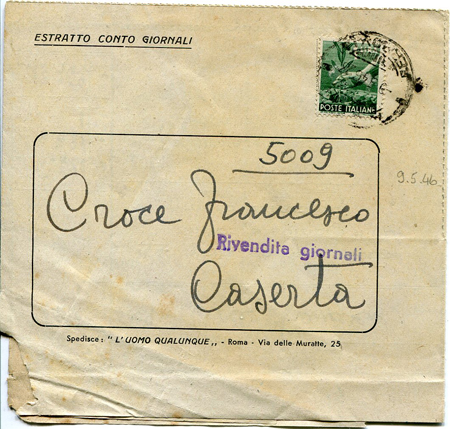 ESTRATTO CONTO GIORNALI
POSTE ITALIANE
5009
9.5.46
Croce Francesco
Rivendita giornali
Caserta
Spedisce: "L'UOMO QUALUNQUE„ - Roma - Via delle Muratte, 25